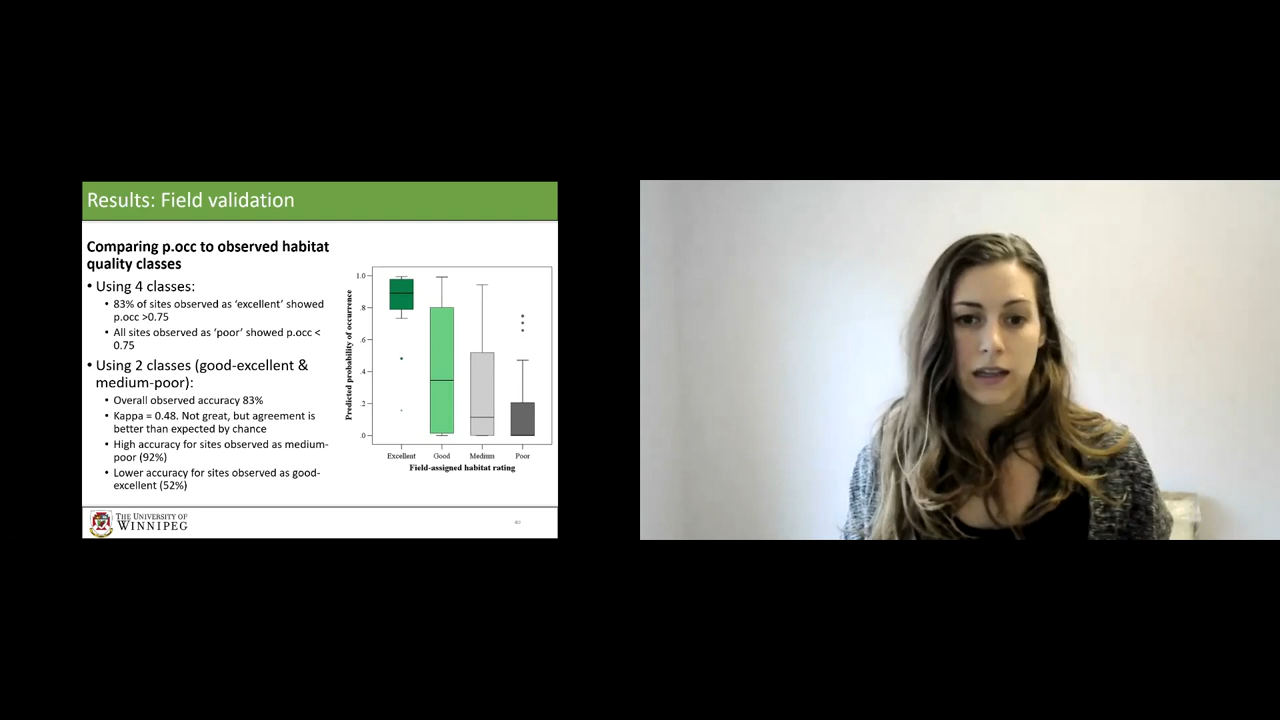 Results: Field validation
Comparing p.occ to observed habitat
quality classes
• Using 4 classes:
• 83% of sites observed as 'excellent' showed
p.occ >0.75
• All sites observed as 'poor' showed p.occ <
0.75
• Using 2 classes (good-excellent &
medium-poor):
• Overall observed accuracy 83%
• Kappa = 0.48. Not great, but agreement is
better than expected by chance
• High accuracy for sites observed as medium-
poor (92%)
• Lower accuracy for sites observed as good-
excellent (52%)
Predicted probability of occurrence
1.0
.8
.6
.4
.2
.0
Excellent Good Medium Poor
Field-assigned habitat rating
THE UNIVERSITY OF
WINNIPEG
40